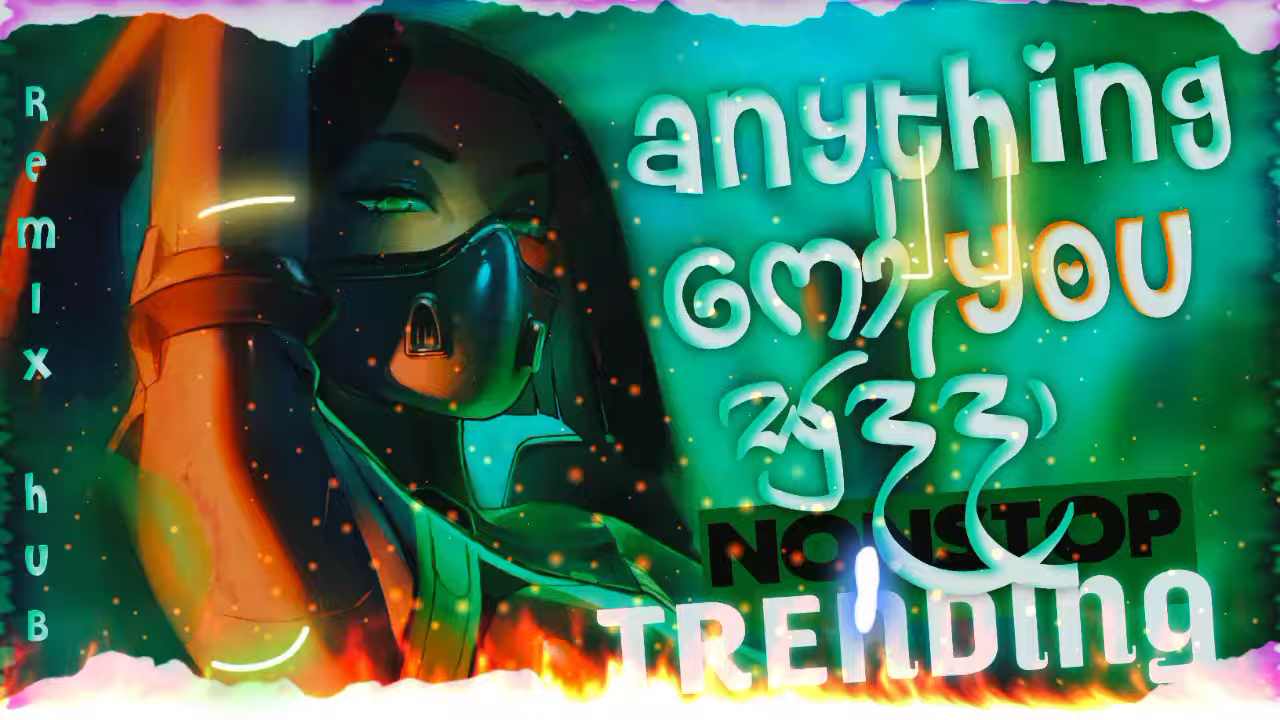 Remix huB
anything
ෆෝ you
සුද්දා
NONSTOP
TRENDING